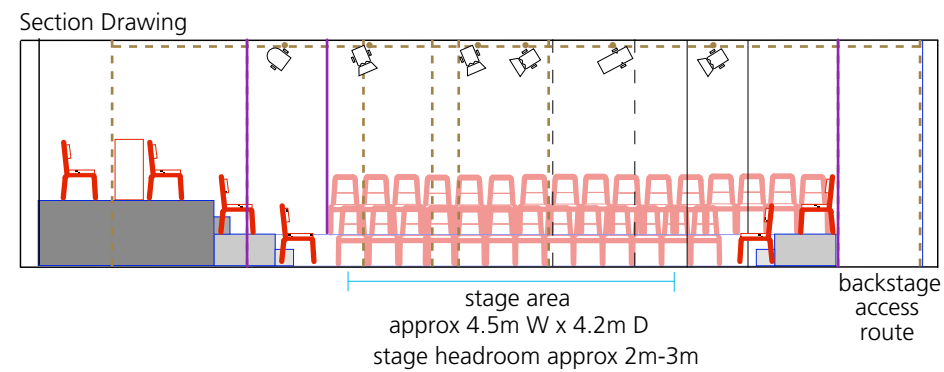 Section Drawing
stage area
approx 4.5m W x 4.2m D
stage headroom approx 2m-3m
backstage
access
route